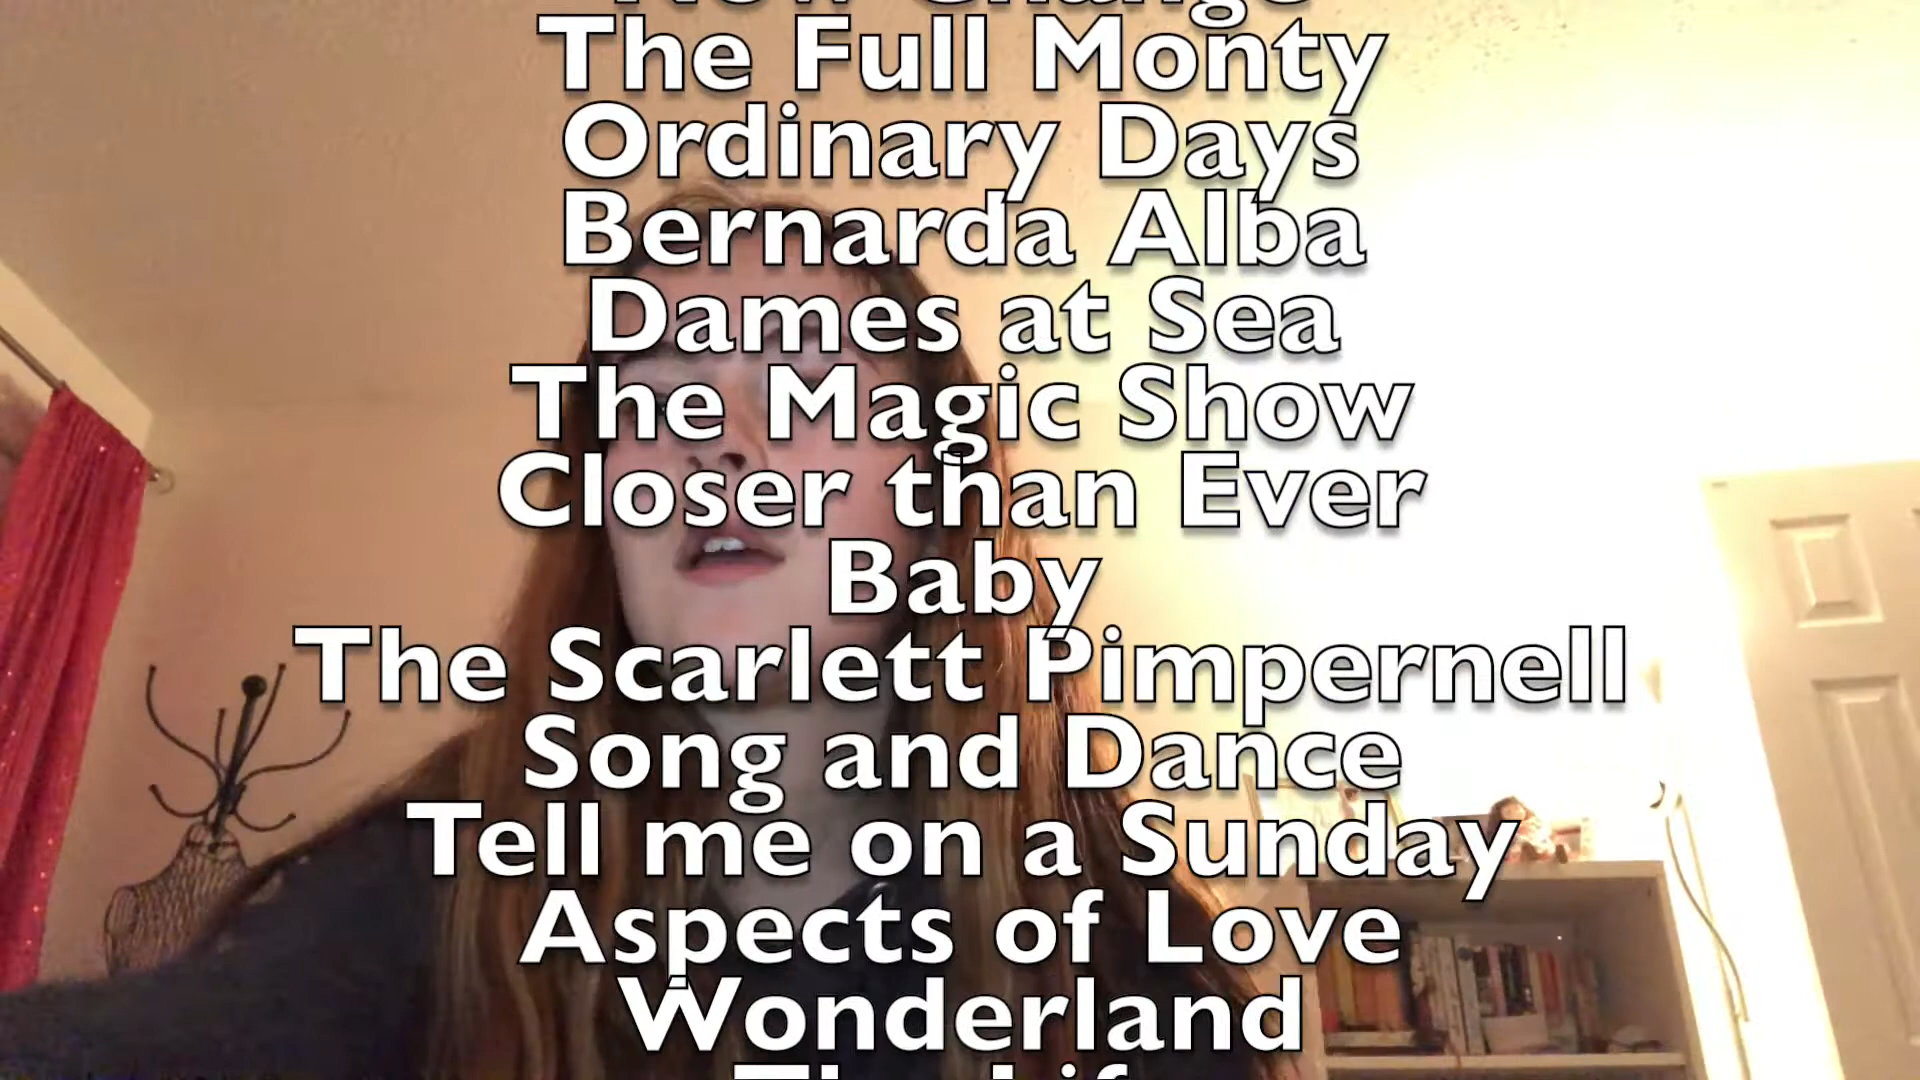 The Full Monty
Ordinary Days
Bernarda Alba
Dames at Sea
The Magic Show
Closer than Ever
Baby
The Scarlett Pimpernell
Song and Dance
Tell me on a Sunday
Aspects of Love
Wonderland